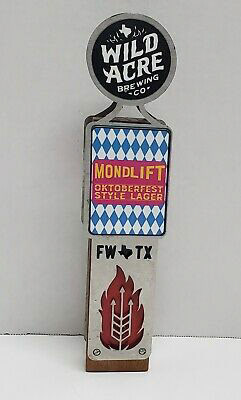 WILD
ACRE
BREWING
CO
MONDLIFT
OKTOBERFEST
STYLE LAGER
FW TX